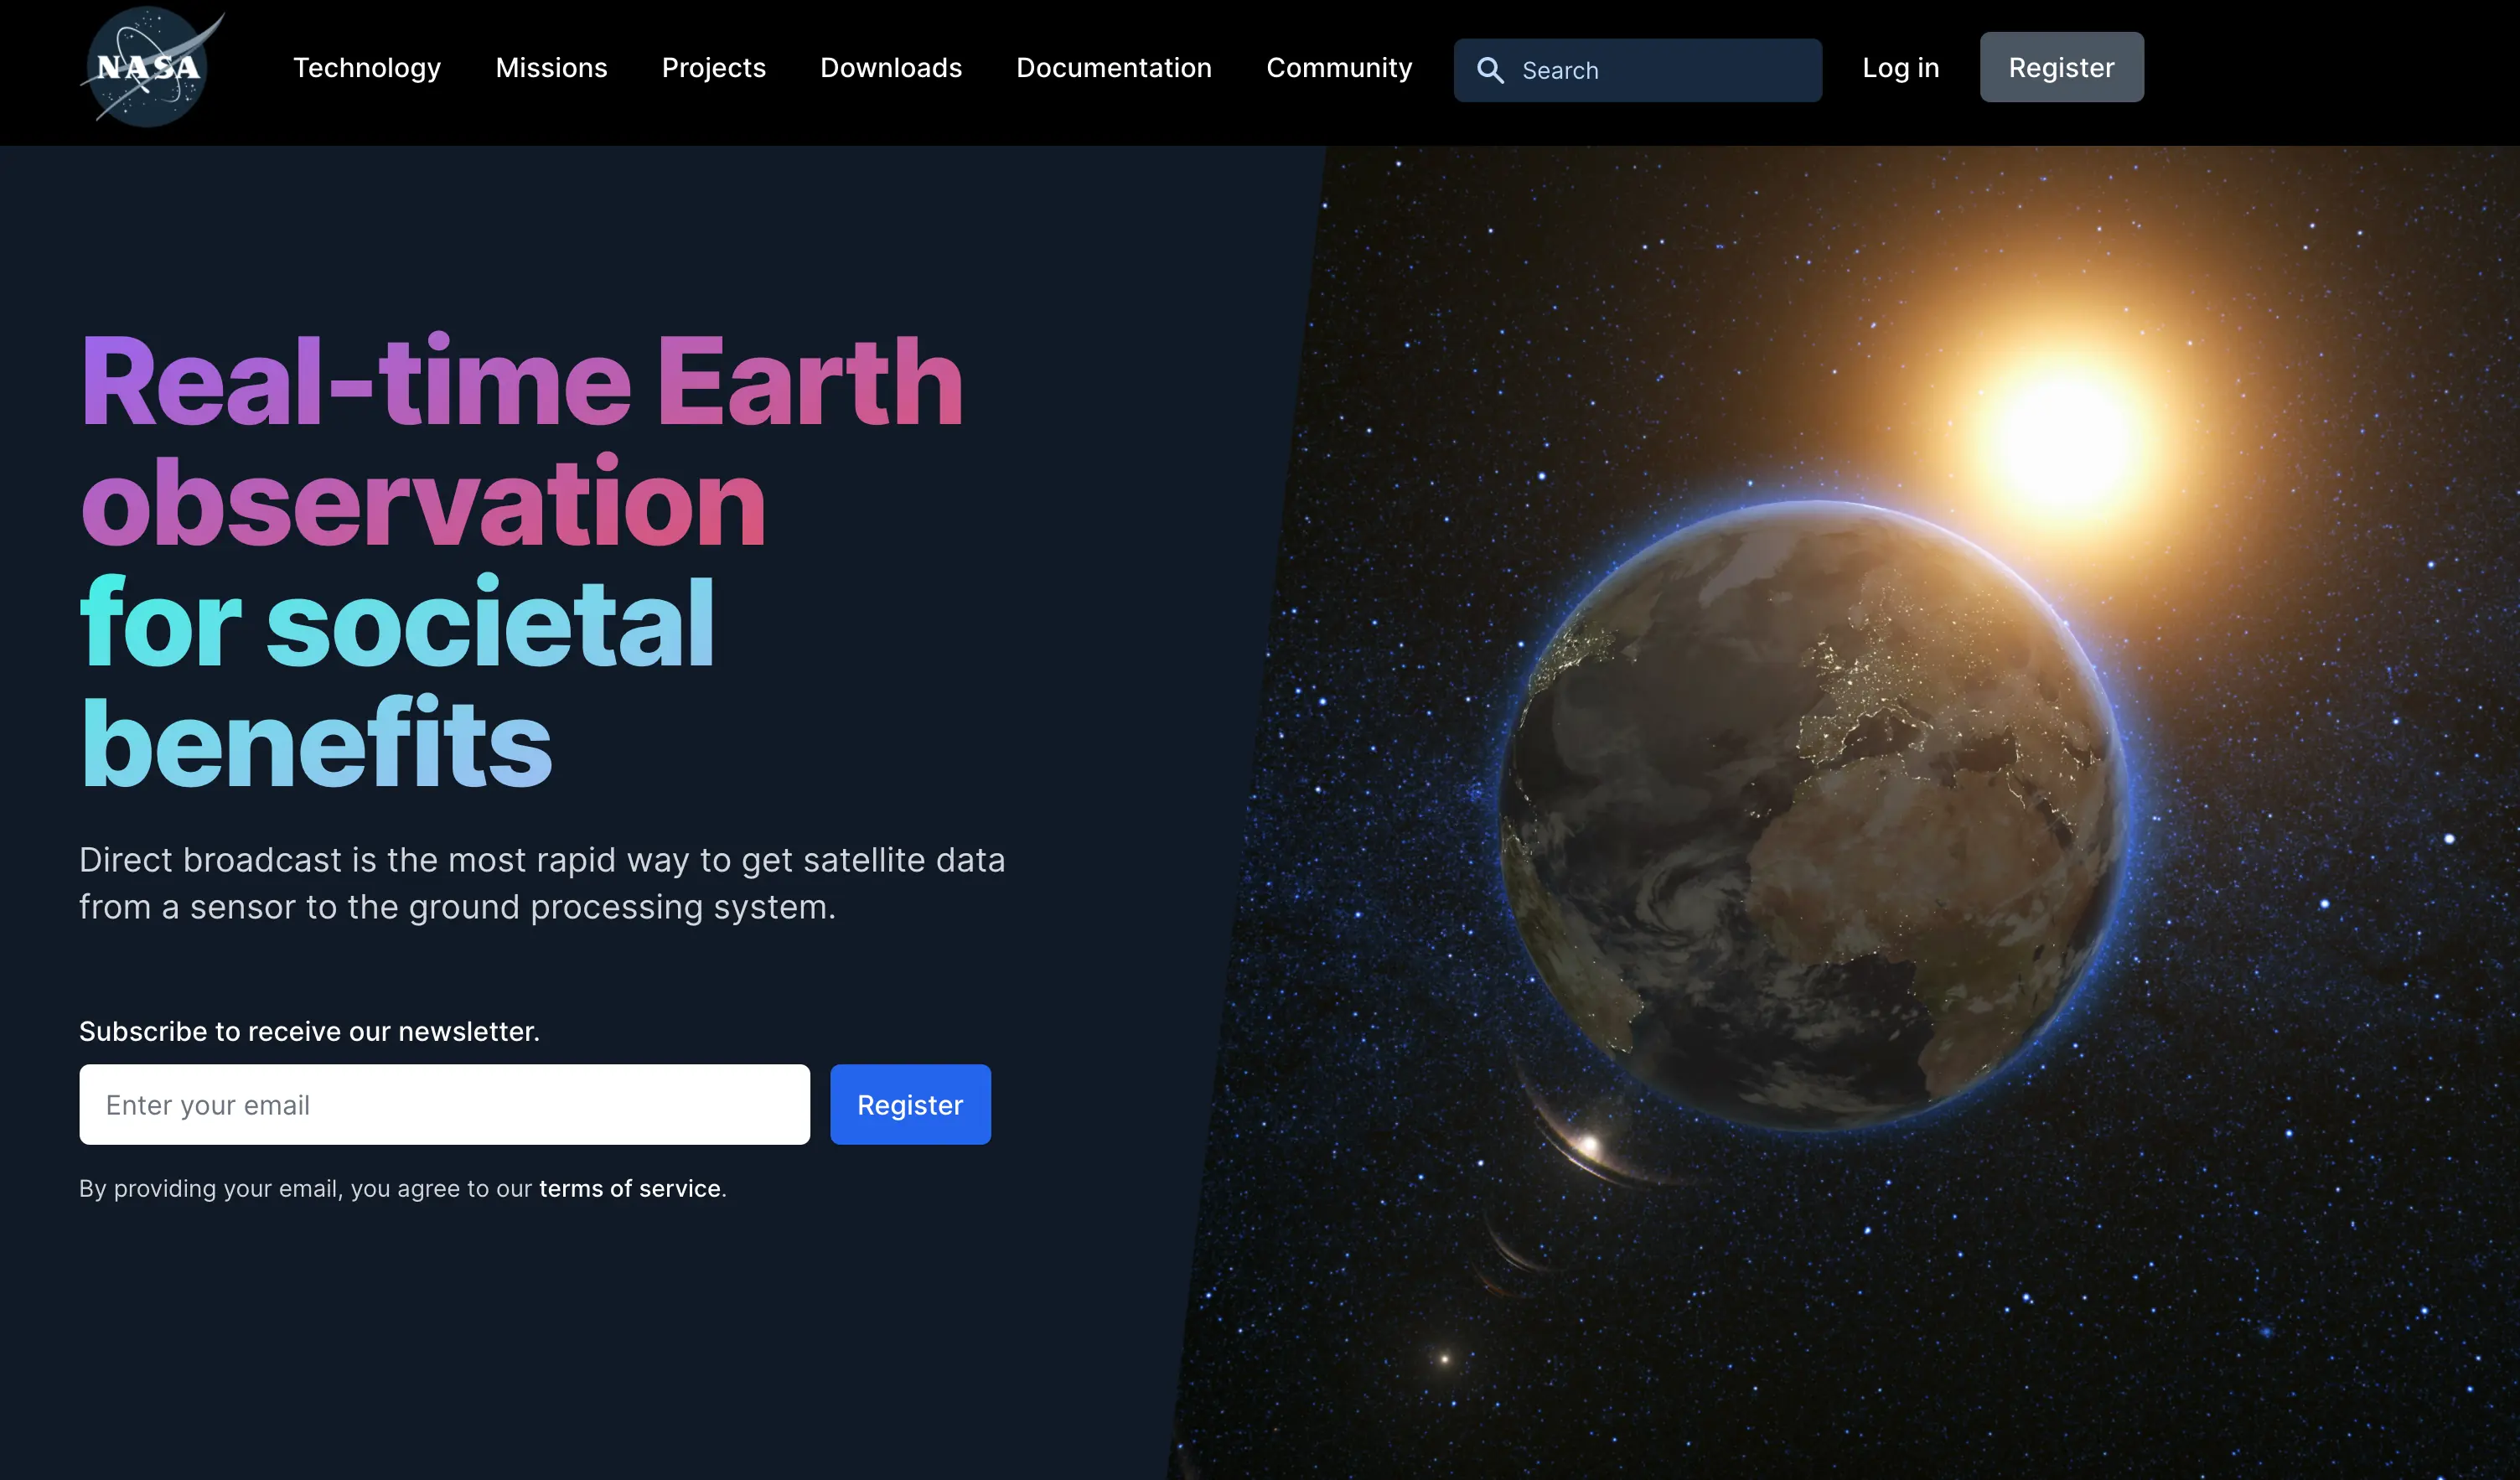 NASA
Technology
Missions
Projects
Downloads
Documentation
Community
Search
Log in
Register
Real-time Earth
observation
for societal
benefits
Direct broadcast is the most rapid way to get satellite data
from a sensor to the ground processing system.
Subscribe to receive our newsletter.
Enter your email
Register
By providing your email, you agree to our terms of service.